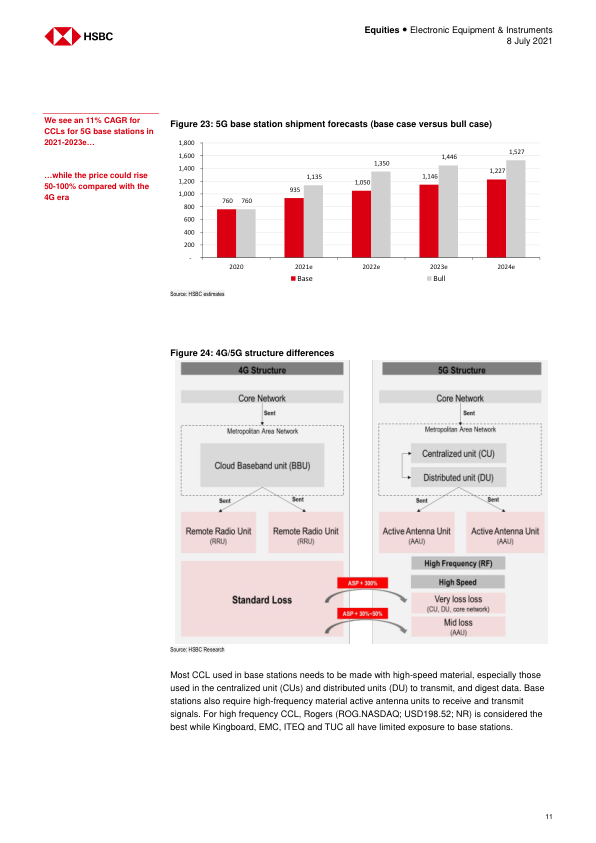 HSBC
Equities ● Electronic Equipment & Instruments
8 July 2021
We see an 11% CAGR for
CCLs for 5G base stations in
2021-2023e…
…while the price could rise
50-100% compared with the
4G era
Figure 23: 5G base station shipment forecasts (base case versus bull case)
1,800
1,600
1,400
1,200
1,000
800
600
400
200
-
760 760
935 1,135
1,050 1,350
1,146 1,446
1,227 1,527
2020 2021e 2022e 2023e 2024e
Base Bull
Source: HSBC estimates
Figure 24: 4G/5G structure differences
4G Structure
Core Network
Sent
Metropolitan Area Network
Cloud Baseband unit (BBU)
Sent Sent
Remote Radio Unit
(RRU)
Remote Radio Unit
(RRU)
Standard Loss
5G Structure
Core Network
Sent
Metropolitan Area Network
Centralized unit (CU)
Distributed unit (DU)
Sent Sent
Active Antenna Unit
(AAU)
Active Antenna Unit
(AAU)
High Frequency (RF)
High Speed
ASP + 300%
Very loss loss
(CU, DU, core network)
ASP + 30%~50%
Mid loss
(AAU)
Source: HSBC Research
Most CCL used in base stations needs to be made with high-speed material, especially those
used in the centralized unit (CUs) and distributed units (DU) to transmit, and digest data. Base
stations also require high-frequency material active antenna units to receive and transmit
signals. For high frequency CCL, Rogers (ROG.NASDAQ; USD198.52; NR) is considered the
best while Kingboard, EMC, ITEQ and TUC all have limited exposure to base stations.
11